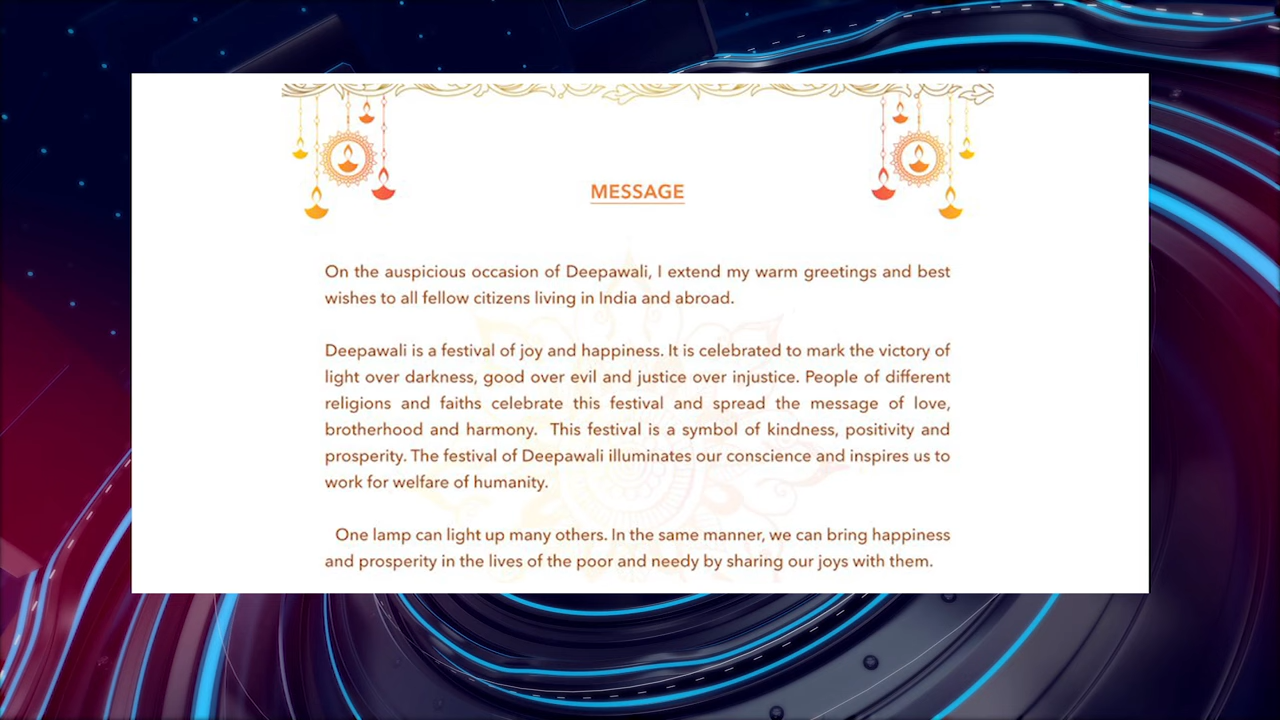 MESSAGE
On the auspicious occasion of Deepawali, I extend my warm greetings and best
wishes to all fellow citizens living in India and abroad.
Deepawali is a festival of joy and happiness. It is celebrated to mark the victory of
light over darkness, good over evil and justice over injustice. People of different
religions and faiths celebrate this festival and spread the message of love,
brotherhood and harmony.  This festival is a symbol of kindness, positivity and
prosperity. The festival of Deepawali illuminates our conscience and inspires us to
work for welfare of humanity.
One lamp can light up many others. In the same manner, we can bring happiness
and prosperity in the lives of the poor and needy by sharing our joys with them.